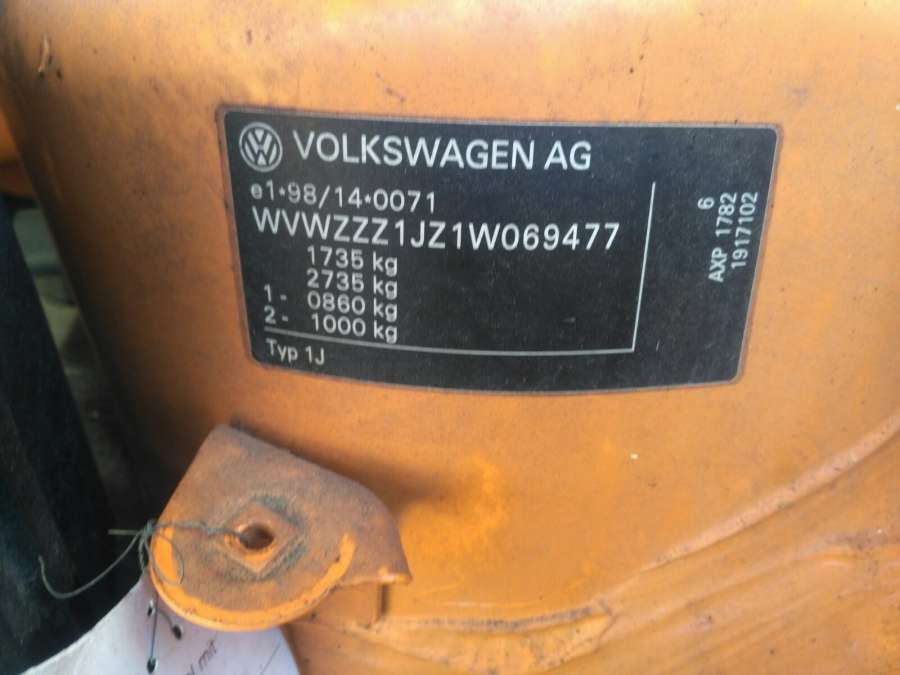 VOLKSWAGEN AG
e1*98/14*0071
WVWZZZ1JZ1W069477
1735 kg
2735 kg
1- 0860 kg
2- 1000 kg
Typ 1J
6
AXP 1782
1917102
mit